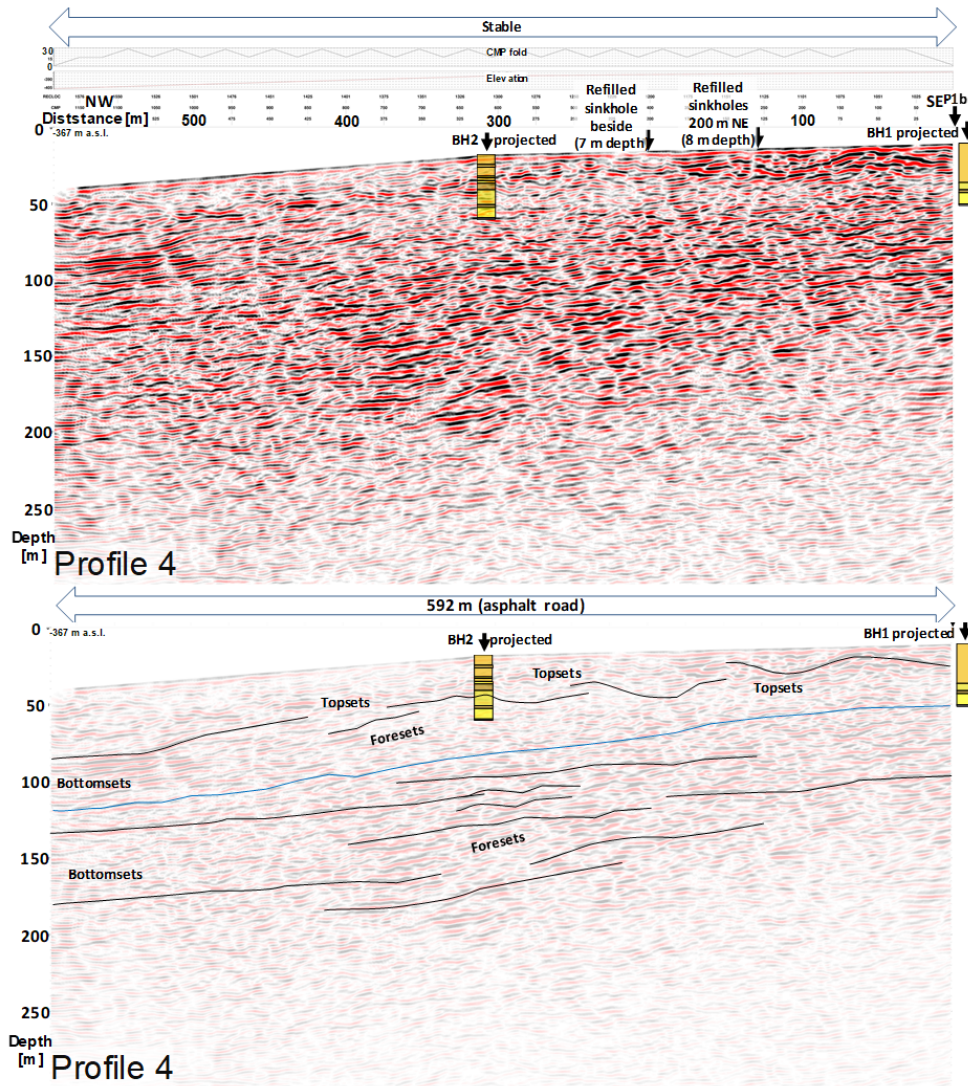 Stable
30
CMP fold
0
Elevation
NW
SE P1b
Diststance [m] 500 400 300 100
Refilled
sinkhole
beside
(7 m depth)
Refilled
sinkholes
200 m NE
(8 m depth)
0
-367 m a.s.l.
BH2 projected
BH1 projected
50
100
150
200
250
Depth
[m]
Profile 4
592 m (asphalt road)
0
-367 m a.s.l.
BH2 projected
BH1 projected
50
Topsets
Topsets
Topsets
Foresets
100
Bottomsets
150
Foresets
Bottomsets
200
250
Depth
[m]
Profile 4